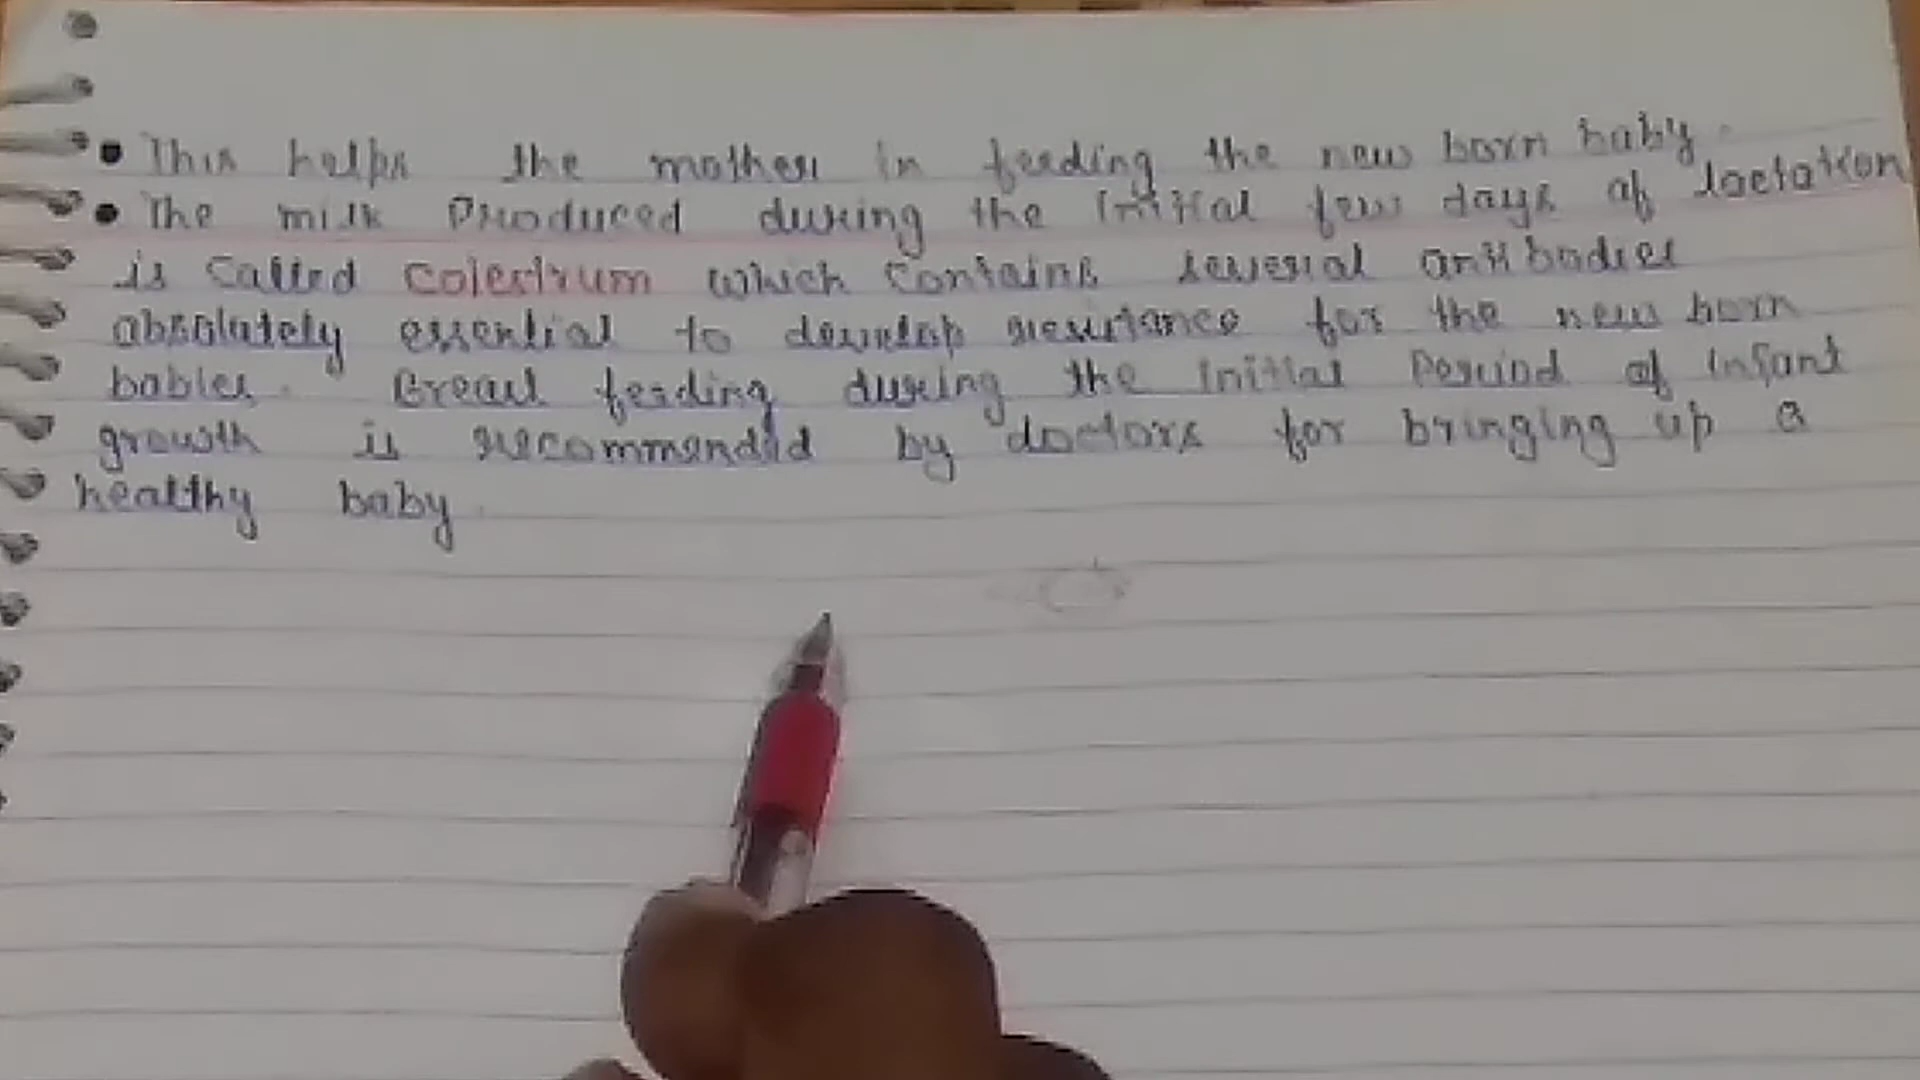 • This helps the mother in feeding the new born baby.
• The milk Produced during the initial few days of lactation
is Called Colestrum which Contains several antibodies
absolutely essential to develop resistance for the new born
babies. Breast feeding during the initial Period of infant
growth is recommended by doctors for bringing up a
healthy baby.